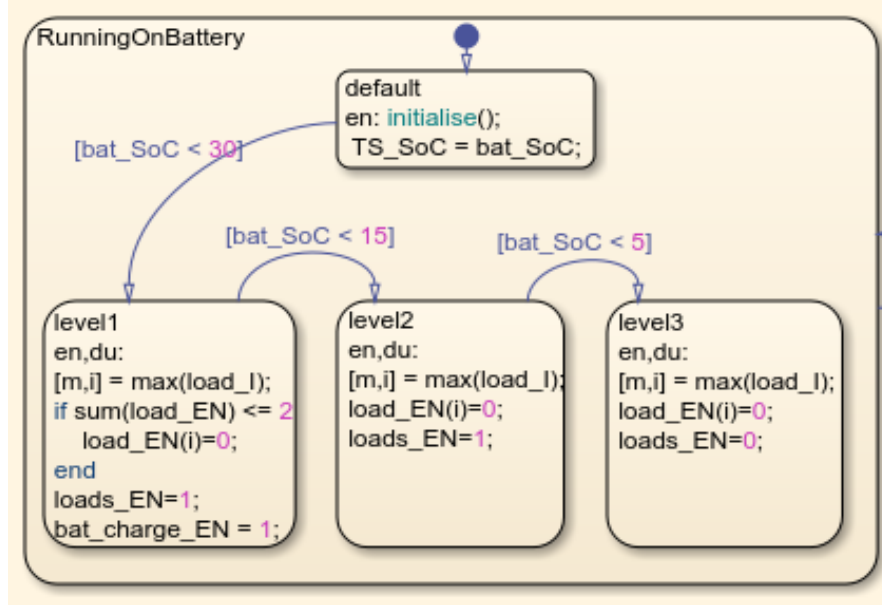 RunningOnBattery
default
en: initialise();
TS_SoC = bat_SoC;
[bat_SoC < 30]
[bat_SoC < 15]
[bat_SoC < 5]
level1
en,du:
[m,i] = max(load_I);
if sum(load_EN) <= 2
load_EN(i)=0;
end
loads_EN=1;
bat_charge_EN = 1;
level2
en,du:
[m,i] = max(load_I);
load_EN(i)=0;
loads_EN=1;
level3
en,du:
[m,i] = max(load_I);
load_EN(i)=0;
loads_EN=0;